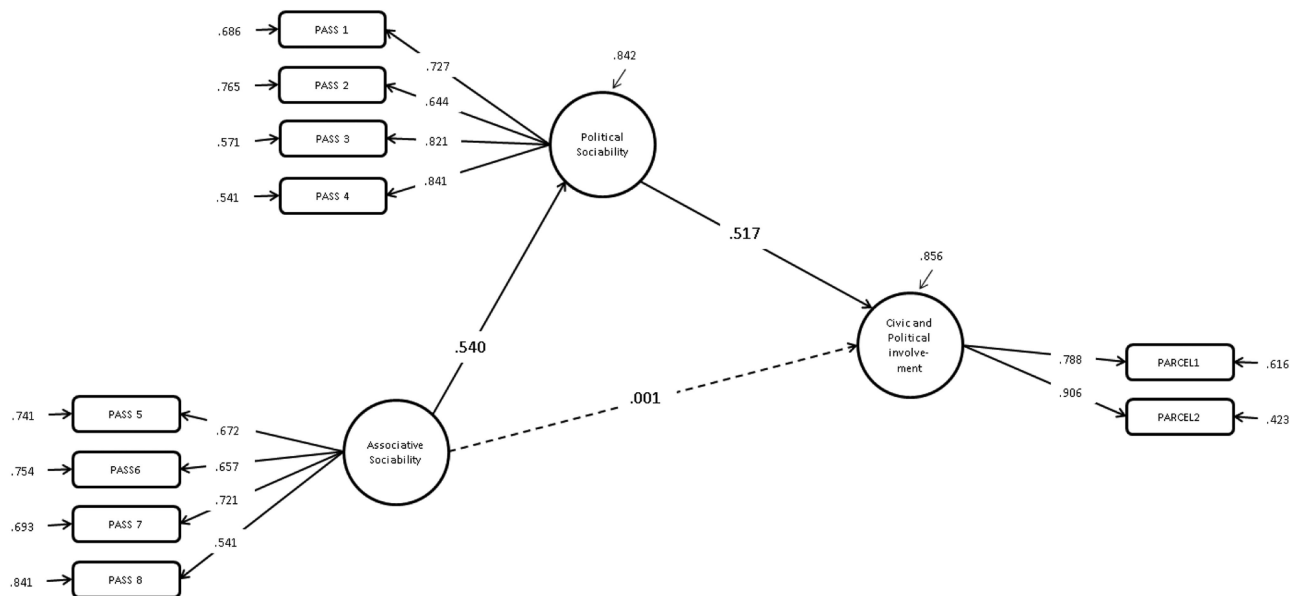 .686
PASS 1
.727
.765
PASS 2
.644
.571
PASS 3
.821
.541
PASS 4
.841
.842
Political
Sociability
.517
.540
.856
Civic and
Political
involve-
ment
.788
PARCEL1
.616
.906
PARCEL2
.423
.001
Associative
Sociability
.741
PASS 5
.672
.754
PASS6
.657
.693
PASS 7
.721
.841
PASS 8
.541